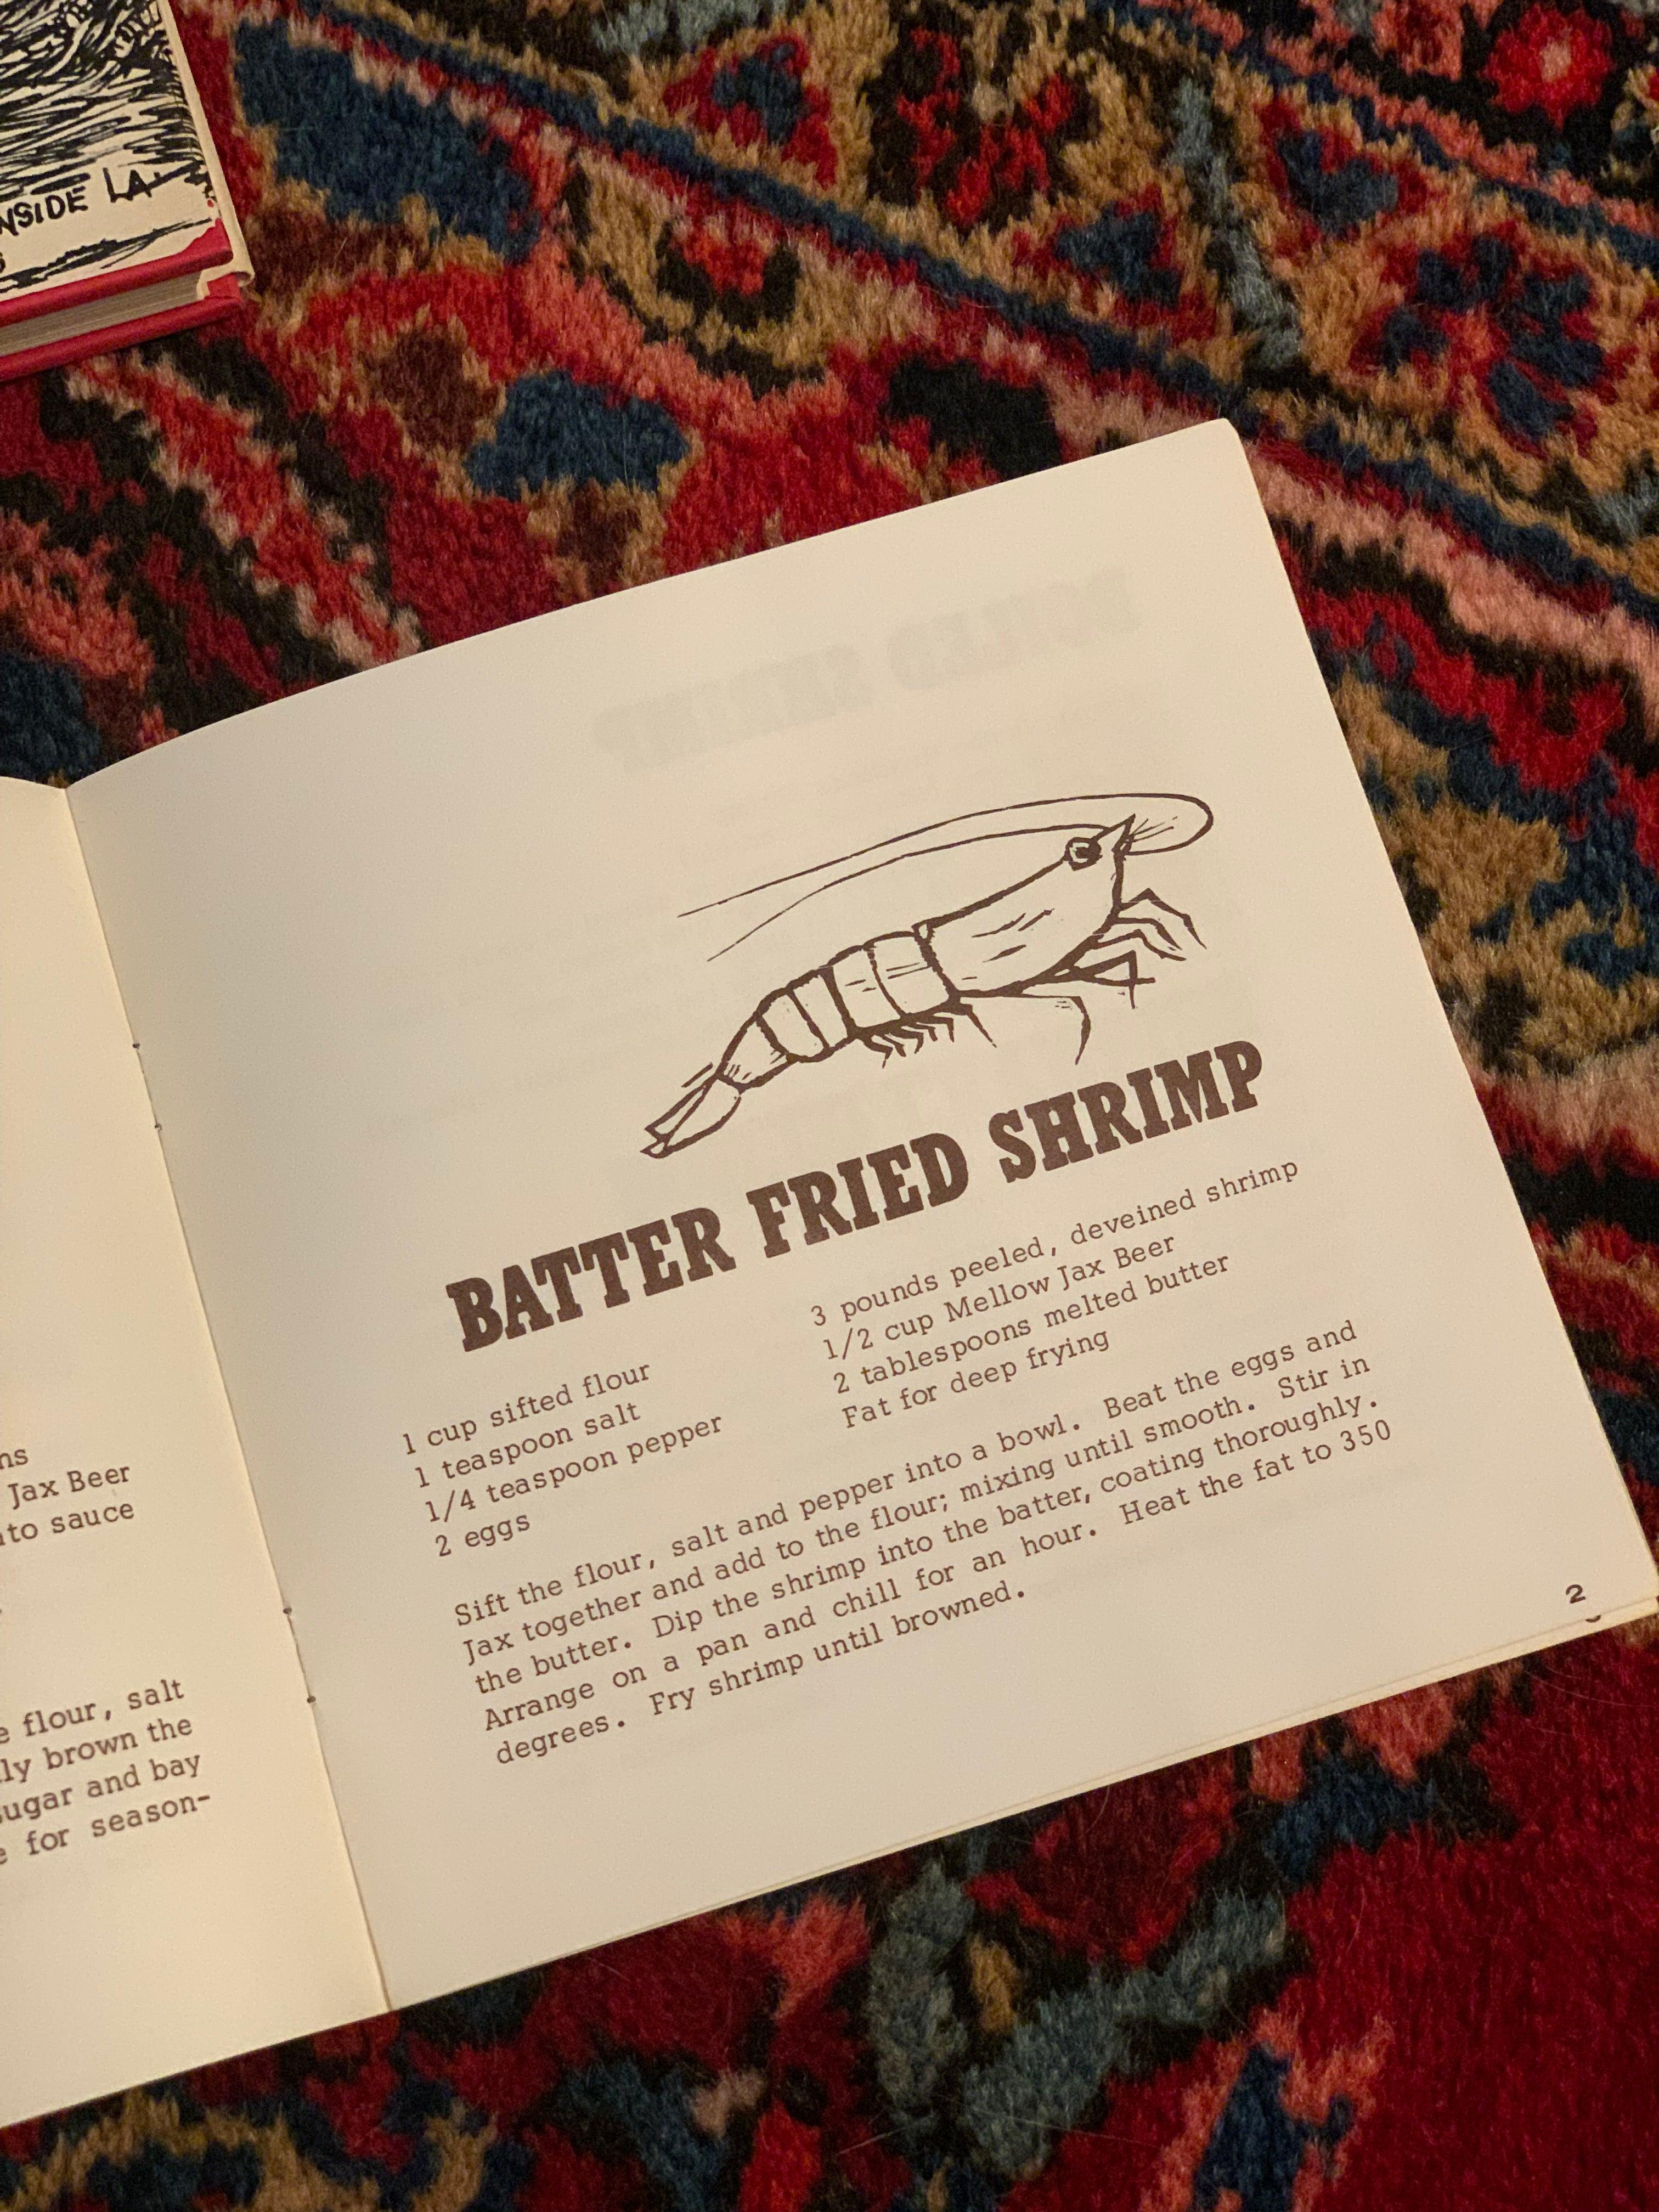 NSIDE LA
ns
Jax Beer
to sauce
e flour, salt
ly brown the
sugar and bay
e for season-
BOILED SHRIMP
BATTER FRIED SHRIMP
1 cup sifted flour
1 teaspoon salt
1/4 teaspoon pepper
2 eggs
3 pounds peeled, deveined shrimp
1/2 cup Mellow Jax Beer
2 tablespoons melted butter
Fat for deep frying
Sift the flour, salt and pepper into a bowl. Beat the eggs and
Jax together and add to the flour; mixing until smooth. Stir in
the butter. Dip the shrimp into the batter, coating thoroughly.
Arrange on a pan and chill for an hour. Heat the fat to 350
degrees. Fry shrimp until browned.
2